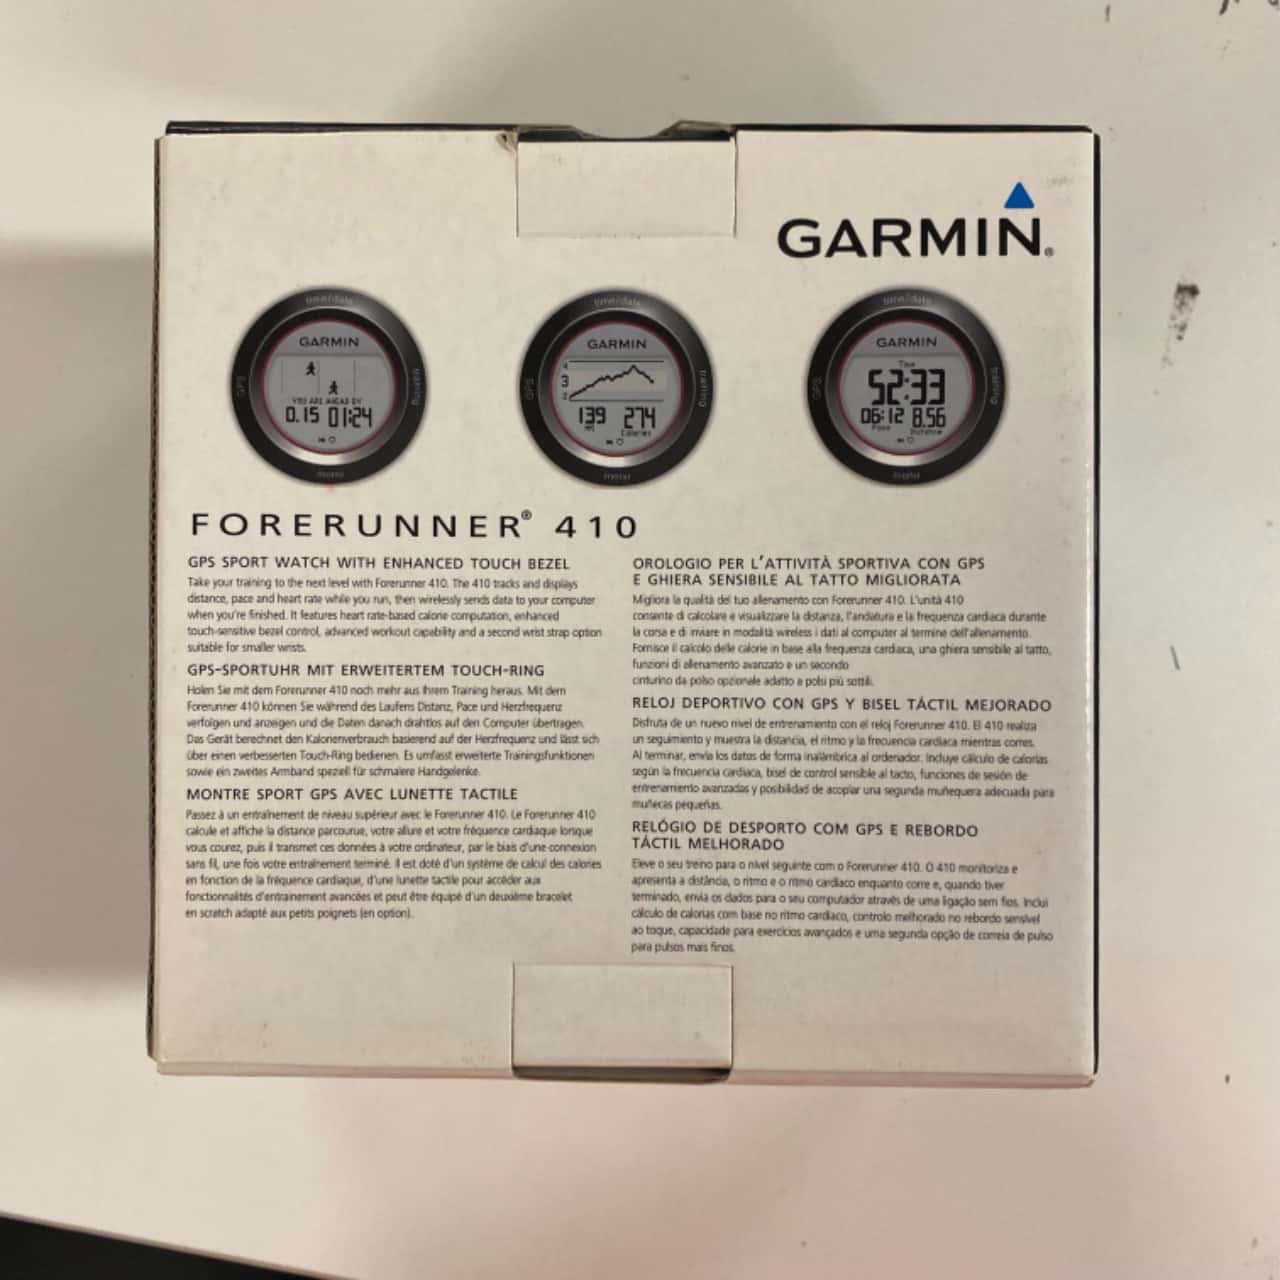 GARMIN®
time/date
GPS
training
GARMIN
YOU ARE AHEAD BY
0.15 01:24
menu
time/date
GPS
training
GARMIN
4
3
2
139 274
Calories
menu
time/date
GPS
training
GARMIN
Time
52:33
06:12 8.56
Pace Distance
menu
FORERUNNER® 410
GPS SPORT WATCH WITH ENHANCED TOUCH BEZEL
Take your training to the next level with Forerunner 410. The 410 tracks and displays
distance, pace and heart rate while you run, then wirelessly sends data to your computer
when you're finished. It features heart rate-based calorie computation, enhanced
touch-sensitive bezel control, advanced workout capability and a second wrist strap option
suitable for smaller wrists.
GPS-SPORTUHR MIT ERWEITERTEM TOUCH-RING
Holen Sie mit dem Forerunner 410 noch mehr aus Ihrem Training heraus. Mit dem
Forerunner 410 können Sie während des Laufens Distanz, Pace und Herzfrequenz
verfolgen und anzeigen und die Daten danach drahtlos auf den Computer übertragen.
Das Gerät berechnet den Kalorienverbrauch basierend auf der Herzfrequenz und lässt sich
über einen verbesserten Touch-Ring bedienen. Es umfasst erweiterte Trainingsfunktionen
sowie ein zweites Armband speziell für schmalere Handgelenke.
MONTRE SPORT GPS AVEC LUNETTE TACTILE
Passez à un entraînement de niveau supérieur avec le Forerunner 410. Le Forerunner 410
calcule et affiche la distance parcourue, votre allure et votre fréquence cardiaque lorsque
vous courez, puis il transmet ces données à votre ordinateur, par le biais d'une connexion
sans fil, une fois votre entraînement terminé. Il est doté d'un système de calcul des calories
en fonction de la fréquence cardiaque, d'une lunette tactile pour accéder aux
fonctionnalités d'entrainement avancées et peut être équipé d'un deuxième bracelet
en scratch adapté aux petits poignets (en option).
OROLOGIO PER L'ATTIVITÀ SPORTIVA CON GPS
E GHIERA SENSIBILE AL TATTO MIGLIORATA
Migliora la qualità del tuo allenamento con Forerunner 410. L'unità 410
consente di calcolare e visualizzare la distanza, l'andatura e la frequenza cardiaca durante
la corsa e di inviare in modalità wireless i dati al computer al termine dell'allenamento.
Fornisce il calcolo delle calorie in base alla frequenza cardiaca, una ghiera sensibile al tatto,
funzioni di allenamento avanzato e un secondo
cinturino da polso opzionale adatto a polsi più sottili.
RELOJ DEPORTIVO CON GPS Y BISEL TÁCTIL MEJORADO
Disfruta de un nuevo nivel de entrenamiento con el reloj Forerunner 410. El 410 realiza
un seguimiento y muestra la distancia, el ritmo y la frecuencia cardiaca mientras corres.
Al terminar, envía los datos de forma inalámbrica al ordenador. Incluye cálculo de calorías
según la frecuencia cardiaca, bisel de control sensible al tacto, funciones de sesión de
entrenamiento avanzadas y posibilidad de acoplar una segunda muñequera adecuada para
muñecas pequeñas.
RELÓGIO DE DESPORTO COM GPS E REBORDO
TÁCTIL MELHORADO
Eleve o seu treino para o nível seguinte com o Forerunner 410. O 410 monitoriza e
apresenta a distância, o ritmo e o ritmo cardíaco enquanto corre e, quando tiver
terminado, envia os dados para o seu computador através de uma ligação sem fios. Inclui
cálculo de calorias com base no ritmo cardíaco, controlo melhorado no rebordo sensível
ao toque, capacidade para exercícios avançados e uma segunda opção de correia de pulso
para pulsos mais finos.